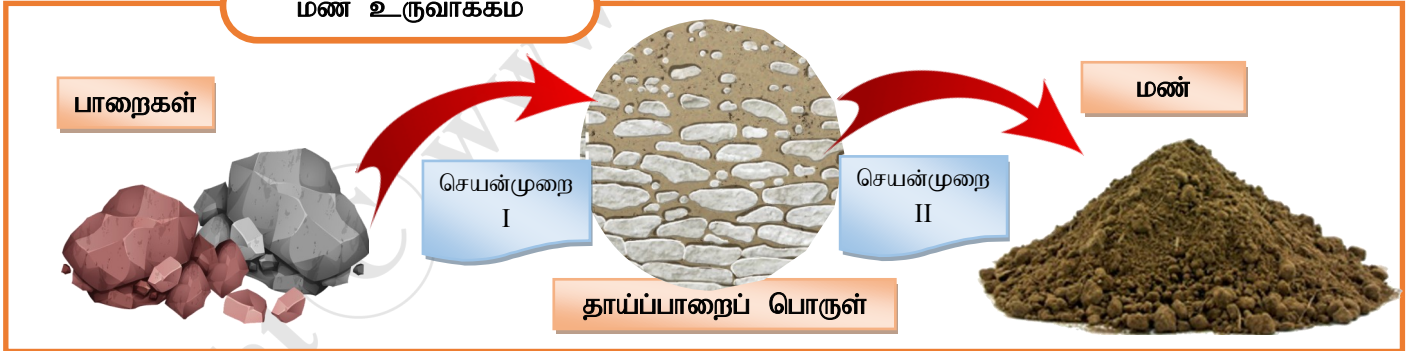 மண் உருவாக்கம்
பாறைகள்
மண்
செயன்முறை
I
செயன்முறை
II
தாய்ப்பாறைப் பொருள்